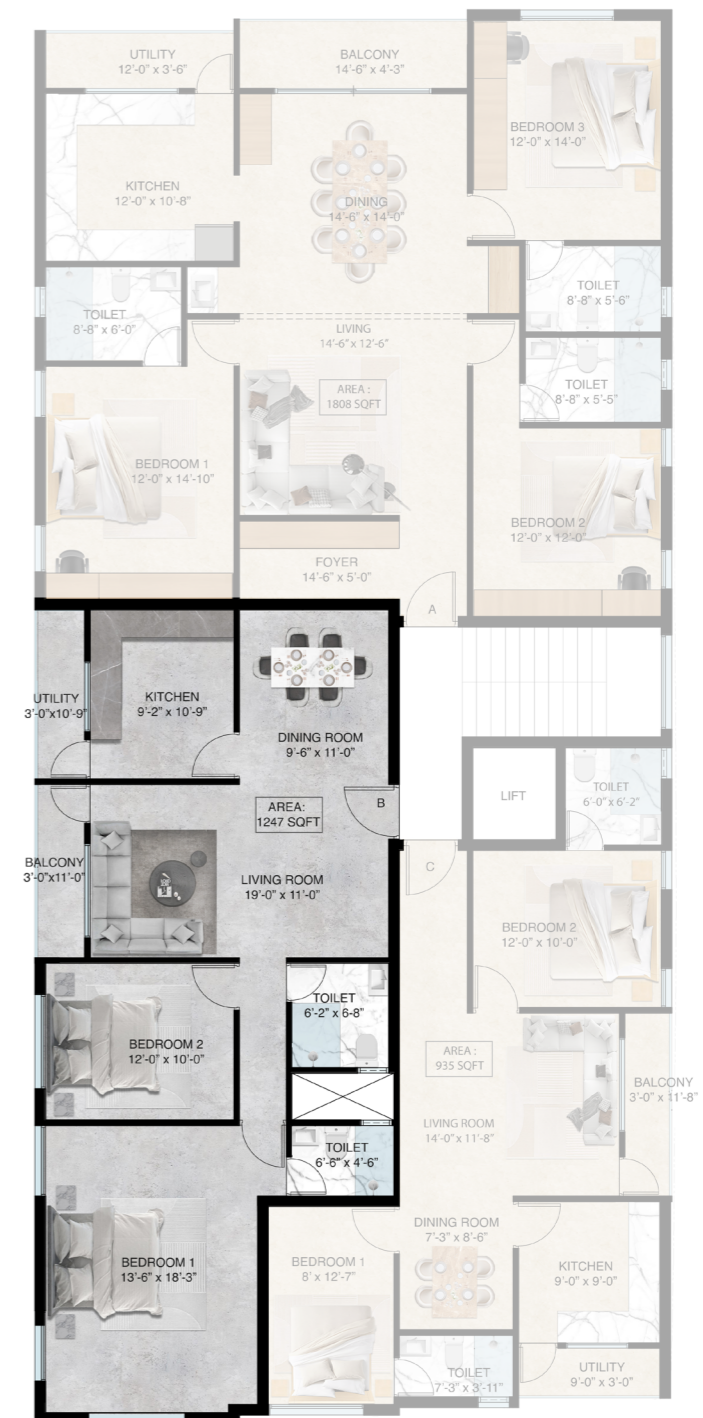 UTILITY
12'-0" x 3'-6"
BALCONY
14'-6" x 4'-3"
BEDROOM 3
12'-0" x 14'-0"
KITCHEN
12'-0" x 10'-8"
DINING
14'-6" x 14'-0"
TOILET
8'-8" x 5'-6"
TOILET
8'-8" x 6'-0"
LIVING
14'-6" x 12'-6"
TOILET
8'-8" x 5'-5"
AREA :
1808 SQFT
BEDROOM 1
12'-0" x 14'-10"
BEDROOM 2
12'-0" x 12'-0"
FOYER
14'-6" x 5'-0"
A
UTILITY
3'-0"x10'-9"
KITCHEN
9'-2" x 10'-9"
DINING ROOM
9'-6" x 11'-0"
B
AREA:
1247 SQFT
LIFT
TOILET
6'-0" x 6'-2"
BALCONY
3'-0"x11'-0"
LIVING ROOM
19'-0" x 11'-0"
C
BEDROOM 2
12'-0" x 10'-0"
TOILET
6'-2" x 6-8"
BEDROOM 2
12'-0" x 10'-0"
AREA :
935 SQFT
BALCONY
3'-0" x 11'-8"
LIVING ROOM
14'-0" x 11'-8"
TOILET
6'-6" x 4'-6"
DINING ROOM
7'-3" x 8'-6"
BEDROOM 1
13'-6" x 18'-3"
BEDROOM 1
8' x 12'-7"
KITCHEN
9'-0" x 9'-0"
TOILET
7'-3" x 3'-11"
UTILITY
9'-0" x 3'-0"